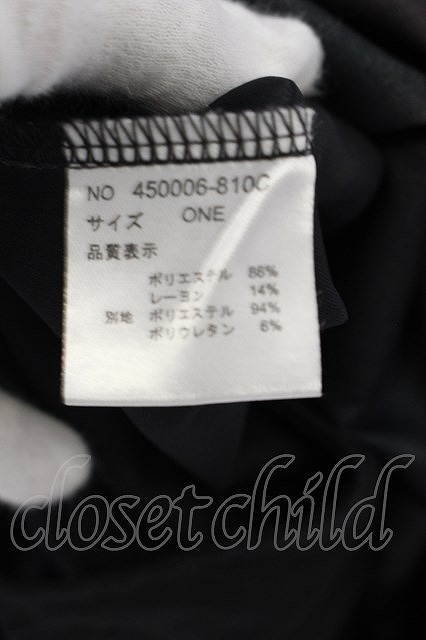 NO 450006-810C
サイズ ONE
品質表示
ポリエステル 86%
レーヨン 14%
別地 ポリエステル 94%
ポリウレタン 6%
closetchild